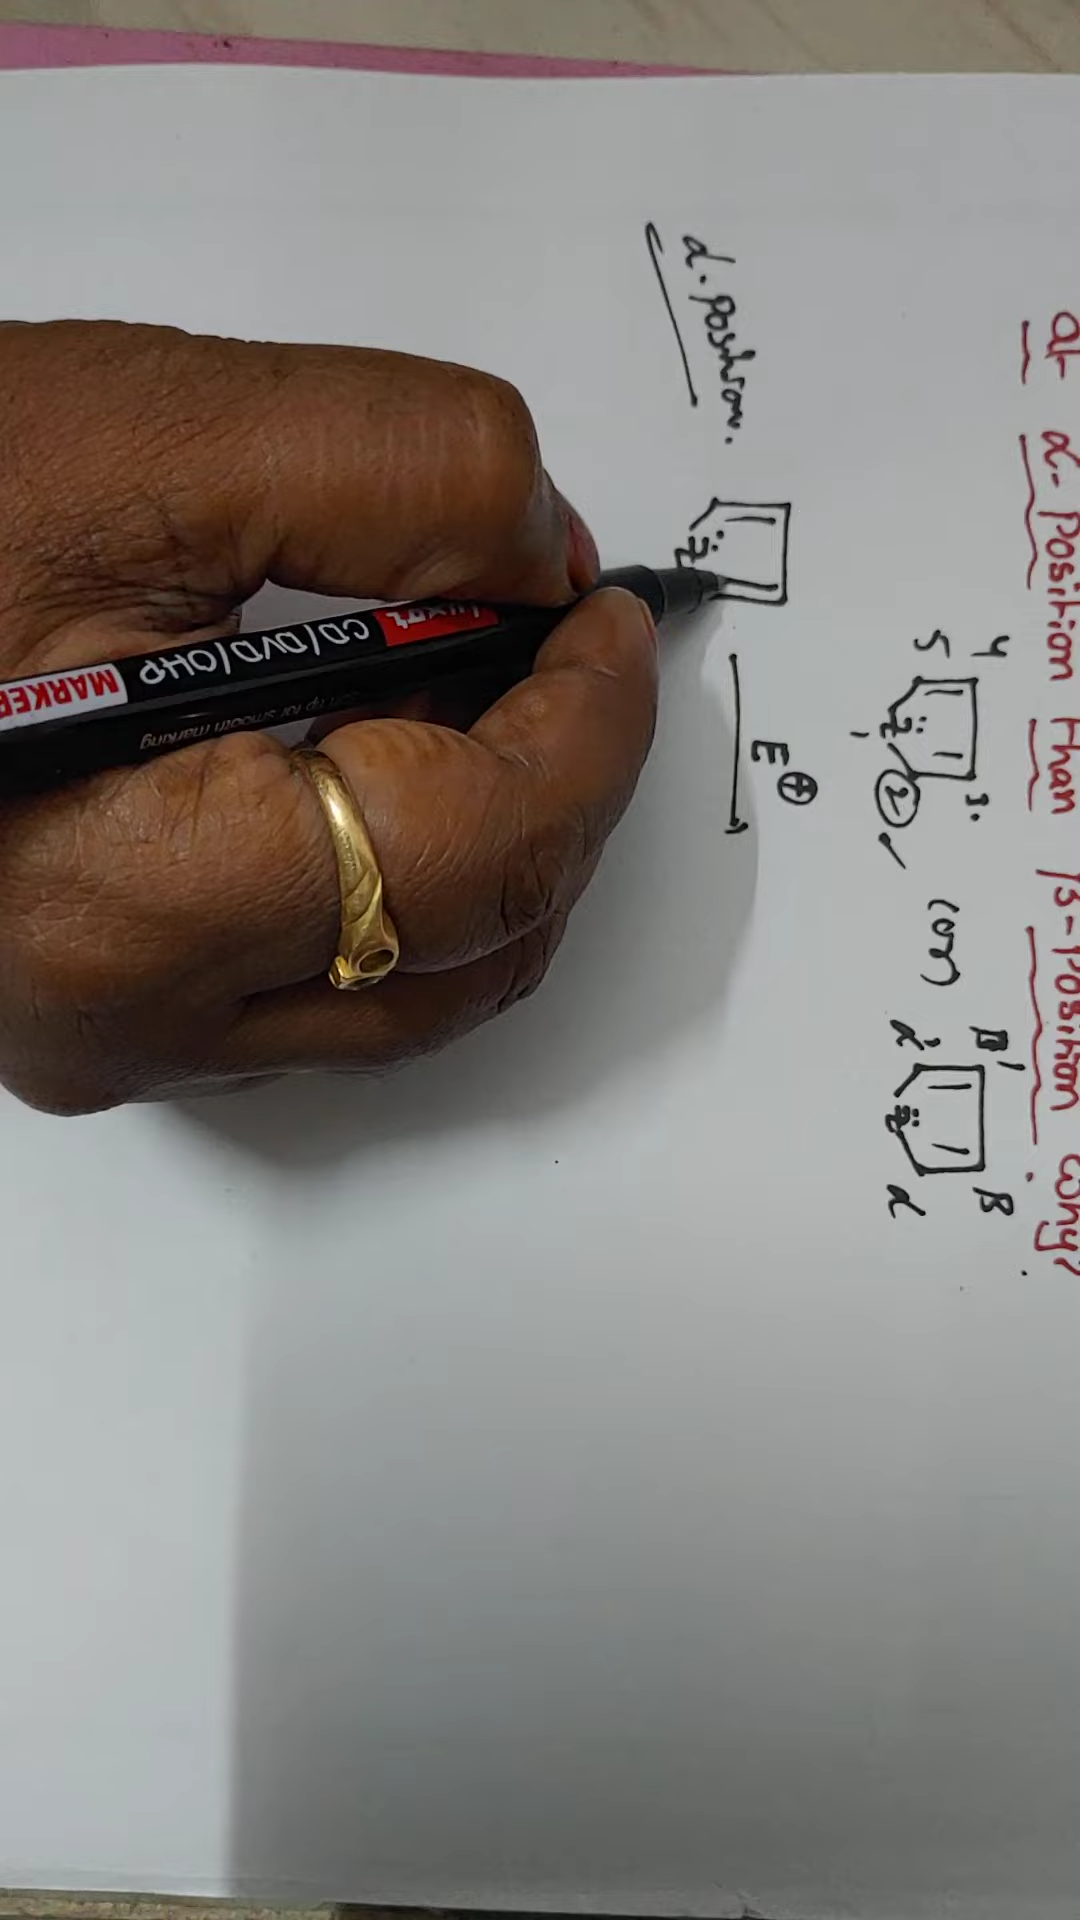 at α- Position than β-Position why?
4
3.
5
2
1
(or)
β'
β
α'
α
N
N
E⊕
α. Position.
N
Luxor
CD/DVD/OHP
MARKER
tip for smooth marking